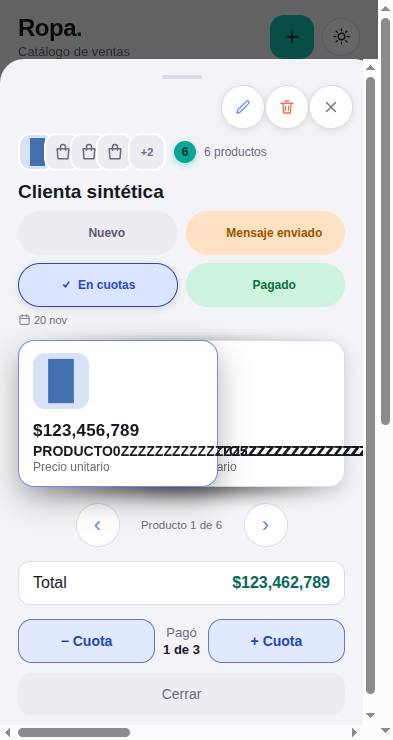 Ropa.
Catálogo de ventas
+2
6
6 productos
Clienta sintética
Nuevo
Mensaje enviado
En cuotas
Pagado
20 nov
$123,456,789
Precio unitario
ario
Producto 1 de 6
Total
$123,462,789
− Cuota
Pagó
1 de 3
+ Cuota
Cerrar